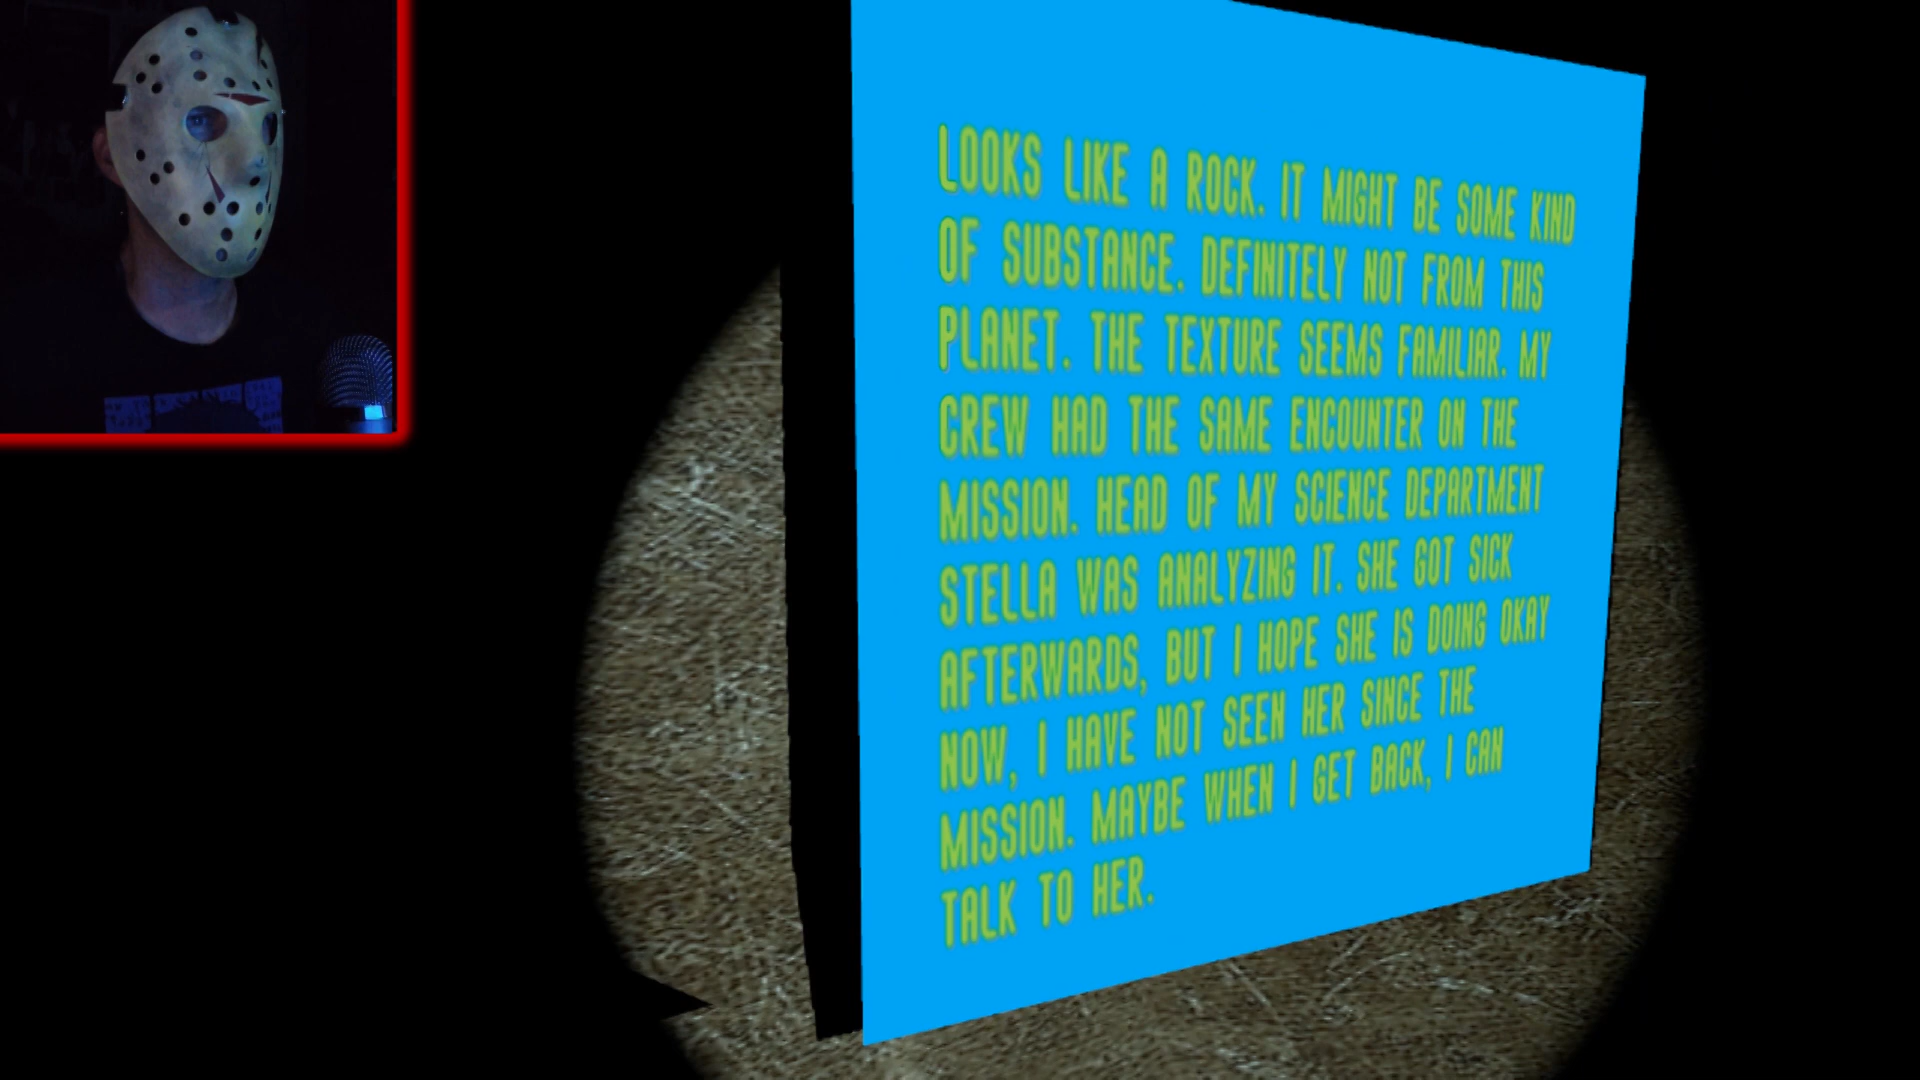 LOOKS LIKE A ROCK. IT MIGHT BE SOME KIND
OF SUBSTANCE. DEFINITELY NOT FROM THIS
PLANET. THE TEXTURE SEEMS FAMILIAR. MY
CREW HAD THE SAME ENCOUNTER ON THE
MISSION. HEAD OF MY SCIENCE DEPARTMENT
STELLA WAS ANALYZING IT. SHE GOT SICK
AFTERWARDS, BUT I HOPE SHE IS DOING OKAY
NOW, I HAVE NOT SEEN HER SINCE THE
MISSION. MAYBE WHEN I GET BACK, I CAN
TALK TO HER.